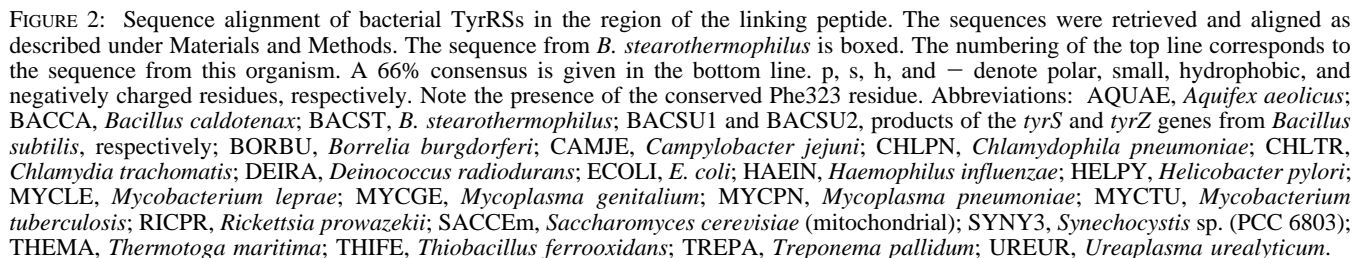 FIGURE 2: Sequence alignment of bacterial TyrRSs in the region of the linking peptide. The sequences were retrieved and aligned as
described under Materials and Methods. The sequence from B. stearothermophilus is boxed. The numbering of the top line corresponds to
the sequence from this organism. A 66% consensus is given in the bottom line. p, s, h, and − denote polar, small, hydrophobic, and
negatively charged residues, respectively. Note the presence of the conserved Phe323 residue. Abbreviations: AQUAE, Aquifex aeolicus;
BACCA, Bacillus caldotenax; BACST, B. stearothermophilus; BACSU1 and BACSU2, products of the tyrS and tyrZ genes from Bacillus
subtilis, respectively; BORBU, Borrelia burgdorferi; CAMJE, Campylobacter jejuni; CHLPN, Chlamydophila pneumoniae; CHLTR,
Chlamydia trachomatis; DEIRA, Deinococcus radiodurans; ECOLI, E. coli; HAEIN, Haemophilus influenzae; HELPY, Helicobacter pylori;
MYCLE, Mycobacterium leprae; MYCGE, Mycoplasma genitalium; MYCPN, Mycoplasma pneumoniae; MYCTU, Mycobacterium
tuberculosis; RICPR, Rickettsia prowazekii; SACCEm, Saccharomyces cerevisiae (mitochondrial); SYNY3, Synechocystis sp. (PCC 6803);
THEMA, Thermotoga maritima; THIFE, Thiobacillus ferrooxidans; TREPA, Treponema pallidum; UREUR, Ureaplasma urealyticum.